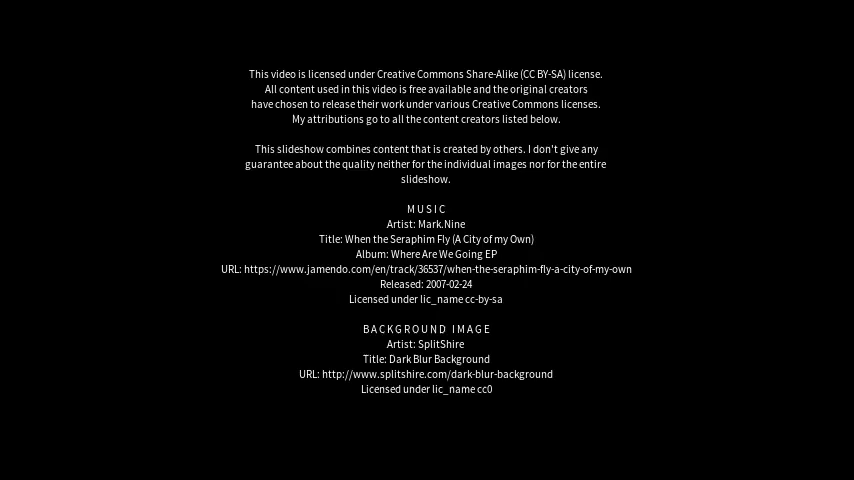 This video is licensed under Creative Commons Share-Alike (CC BY-SA) license.
All content used in this video is free available and the original creators
have chosen to release their work under various Creative Commons licenses.
My attributions go to all the content creators listed below.
This slideshow combines content that is created by others. I don't give any
guarantee about the quality neither for the individual images nor for the entire
slideshow.
MUSIC
Artist: Mark.Nine
Title: When the Seraphim Fly (A City of my Own)
Album: Where Are We Going EP
URL: https://www.jamendo.com/en/track/36537/when-the-seraphim-fly-a-city-of-my-own
Released: 2007-02-24
Licensed under lic_name cc-by-sa
BACKGROUND IMAGE
Artist: SplitShire
Title: Dark Blur Background
URL: http://www.splitshire.com/dark-blur-background
Licensed under lic_name cc0